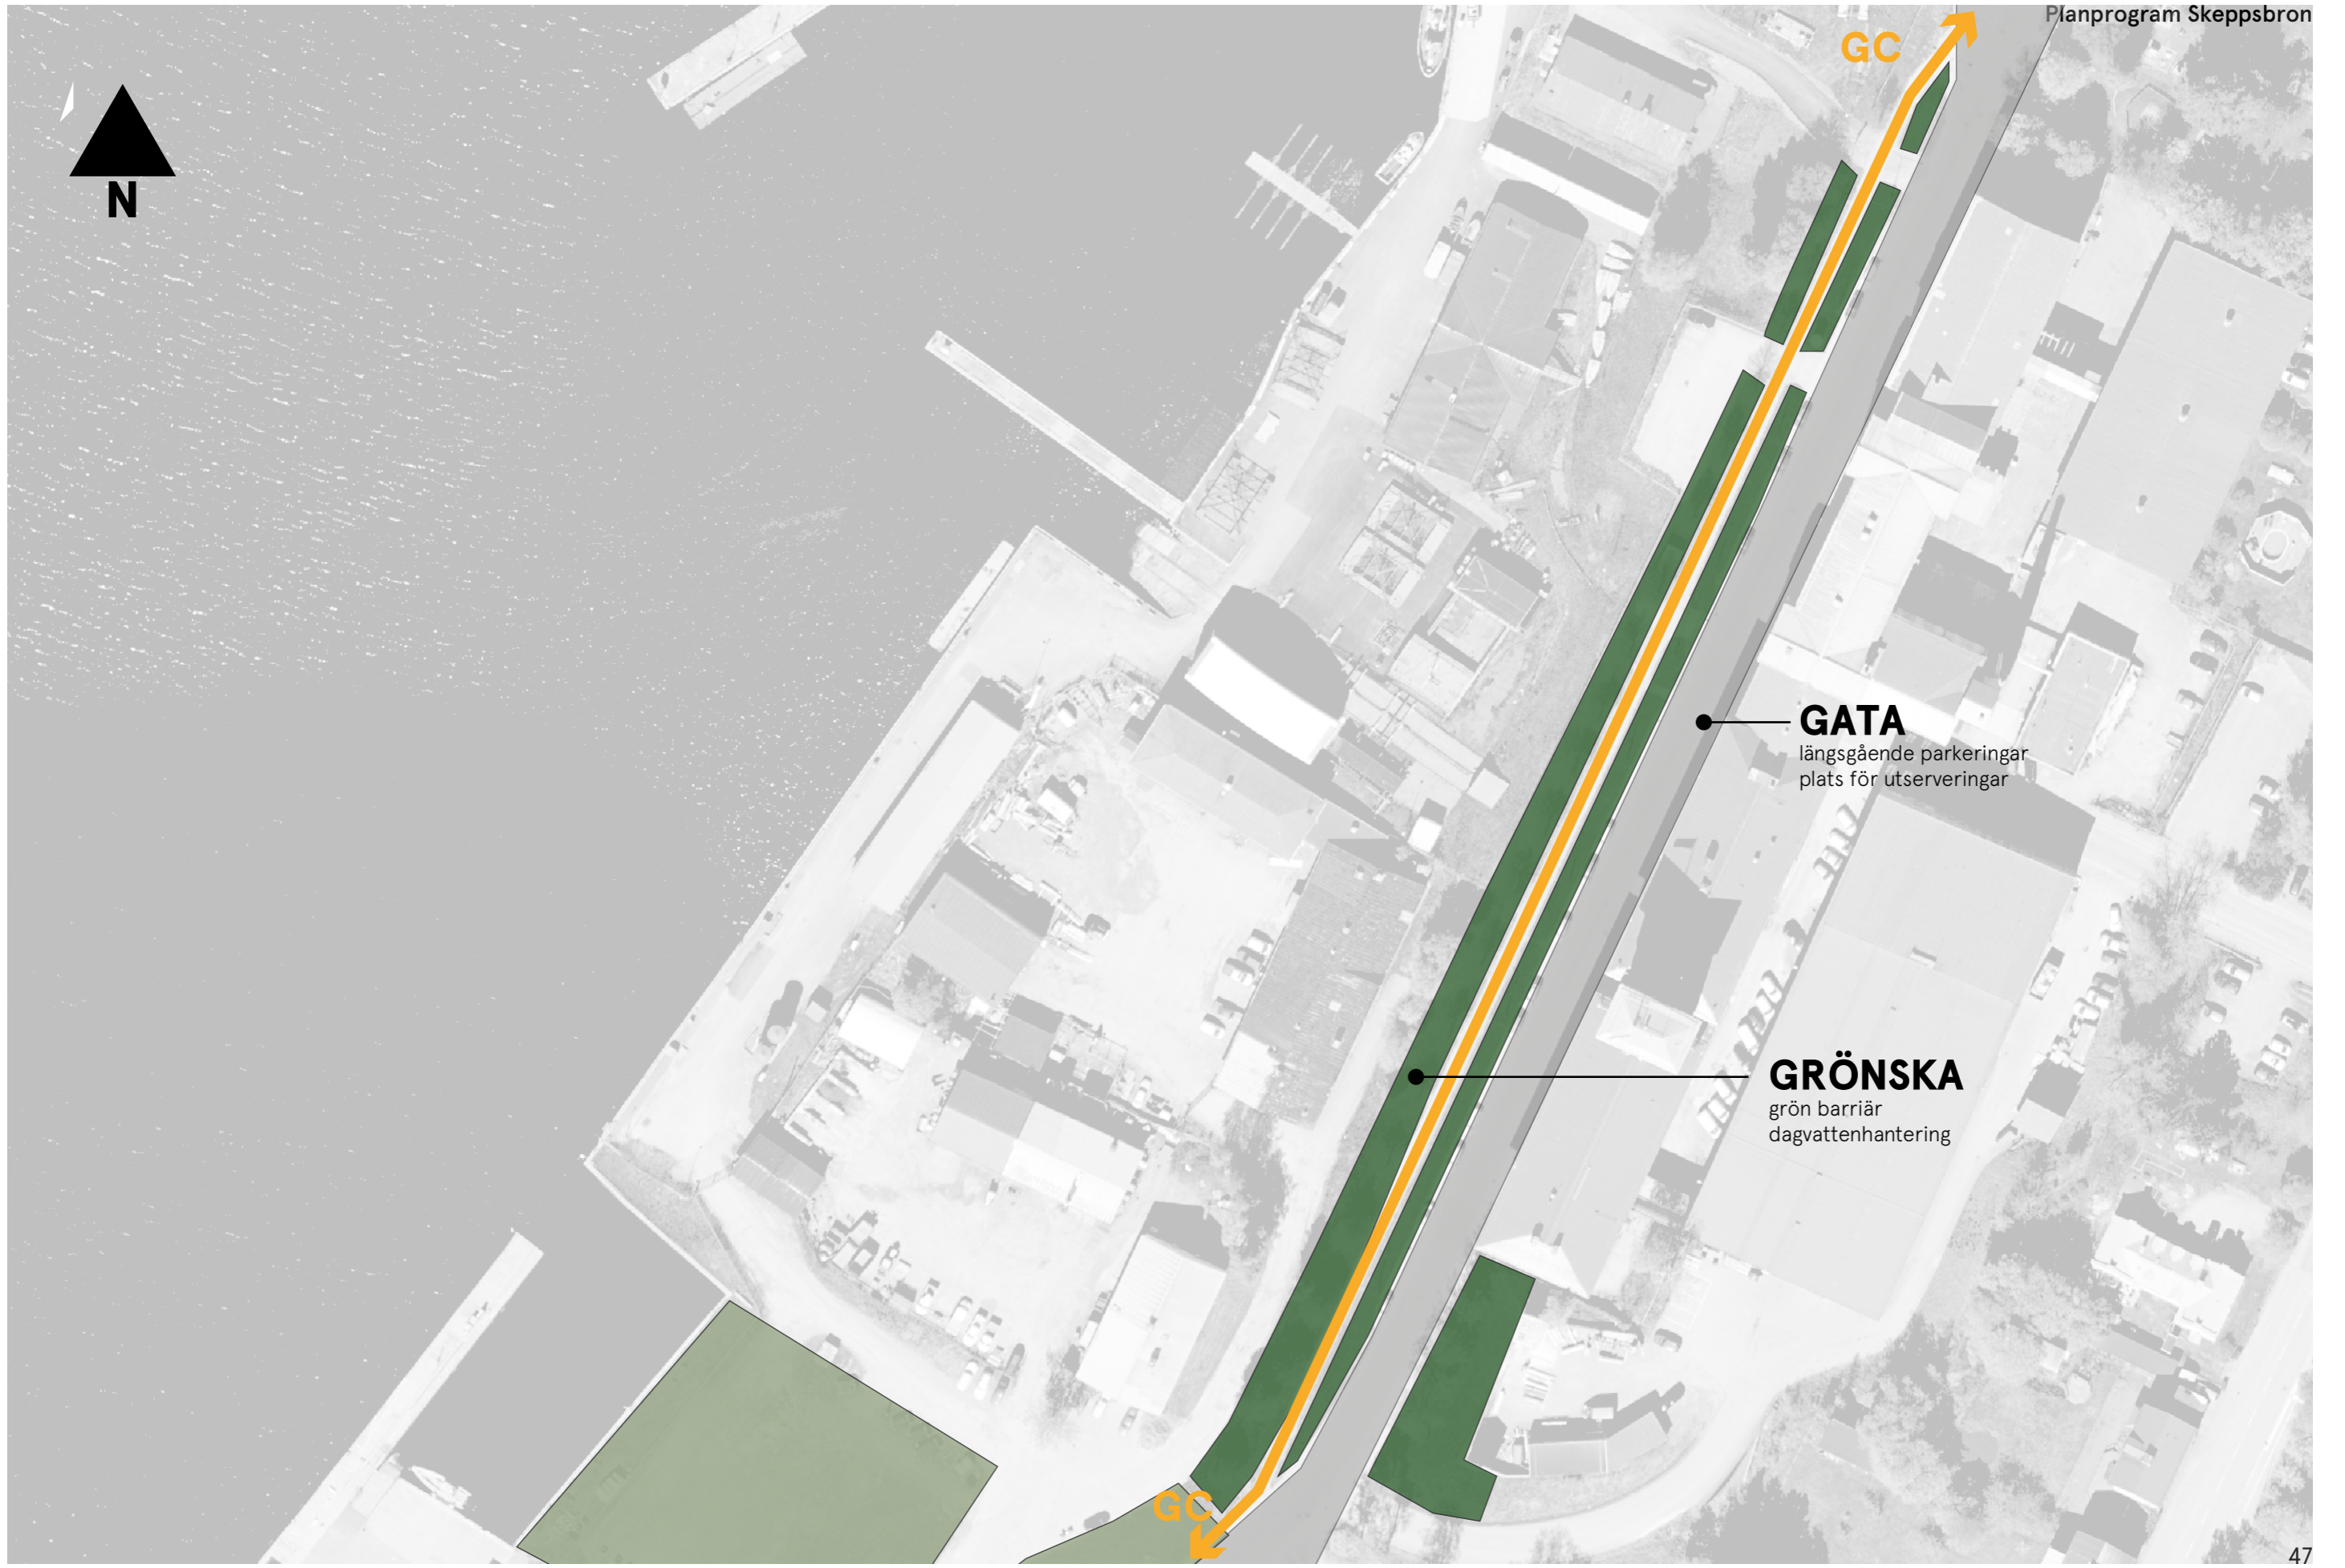 Planprogram Skeppsbron
GC
N
GATA
längsgående parkeringar
plats för utserveringar
GRÖNSKA
grön barriär
dagvattenhantering
GC
47